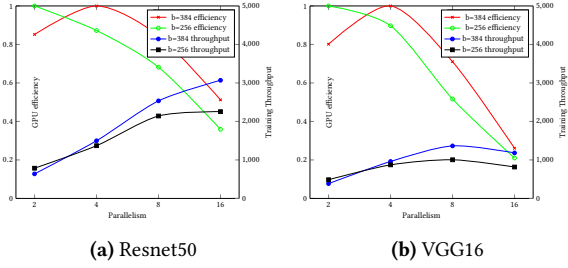 1
0.8
0.6
0.4
0.2
0
5,000
4,000
3,000
2,000
1,000
0
2
4
8
16
GFU efficiency
Training Throughput
Parallelism
b=384 efficiency
b=256 efficiency
b=384 throughput
b=256 throughput
(a) Resnet50
1
0.8
0.6
0.4
0.2
0
5,000
4,000
3,000
2,000
1,000
0
2
4
8
16
GFU efficiency
Training Throughput
Parallelism
b=384 efficiency
b=256 efficiency
b=384 throughput
b=256 throughput
(b) VGG16